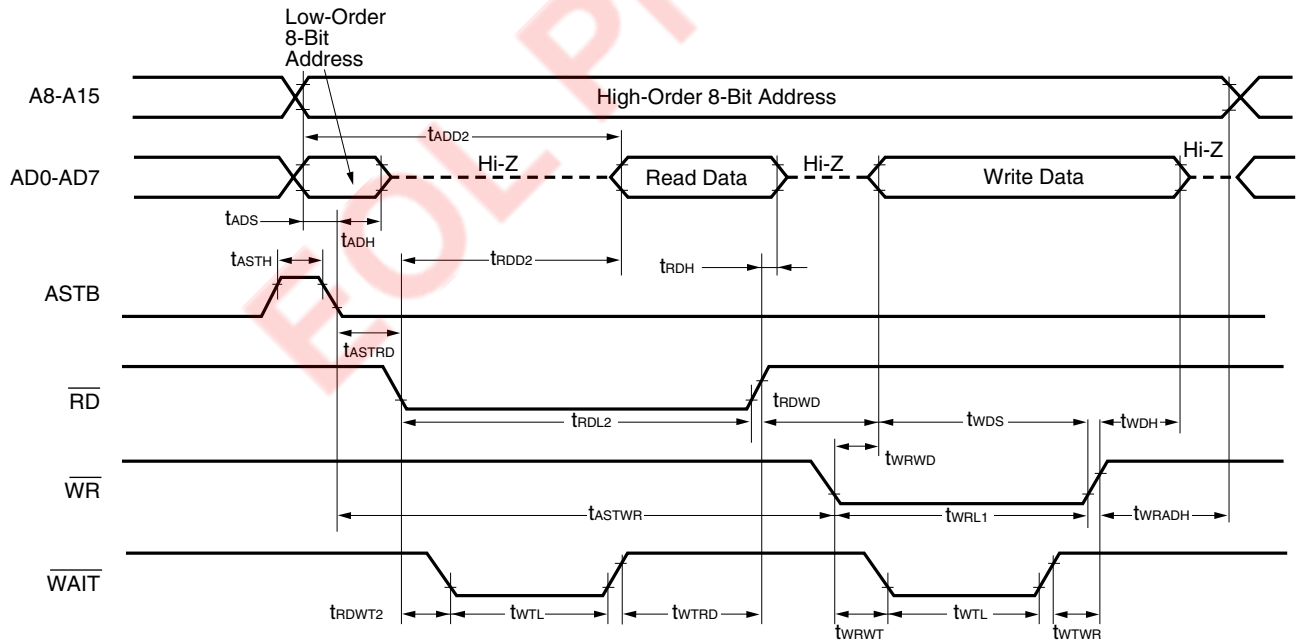 EOL Pr
Low-Order
8-Bit
Address
A8-A15
High-Order 8-Bit Address
tADD2
AD0-AD7
Hi-Z
Read Data
Hi-Z
Write Data
Hi-Z
tADS
tADH
tASTH
tRDD2
tRDH
ASTB
tASTRD
RD
tRDL2
tRDWD
tWDS
tWDH
tWRWD
WR
tASTWR
tWRL1
tWRADH
WAIT
tRDWT2
tWTL
tWTRD
tWRWT
tWTL
tWTWR